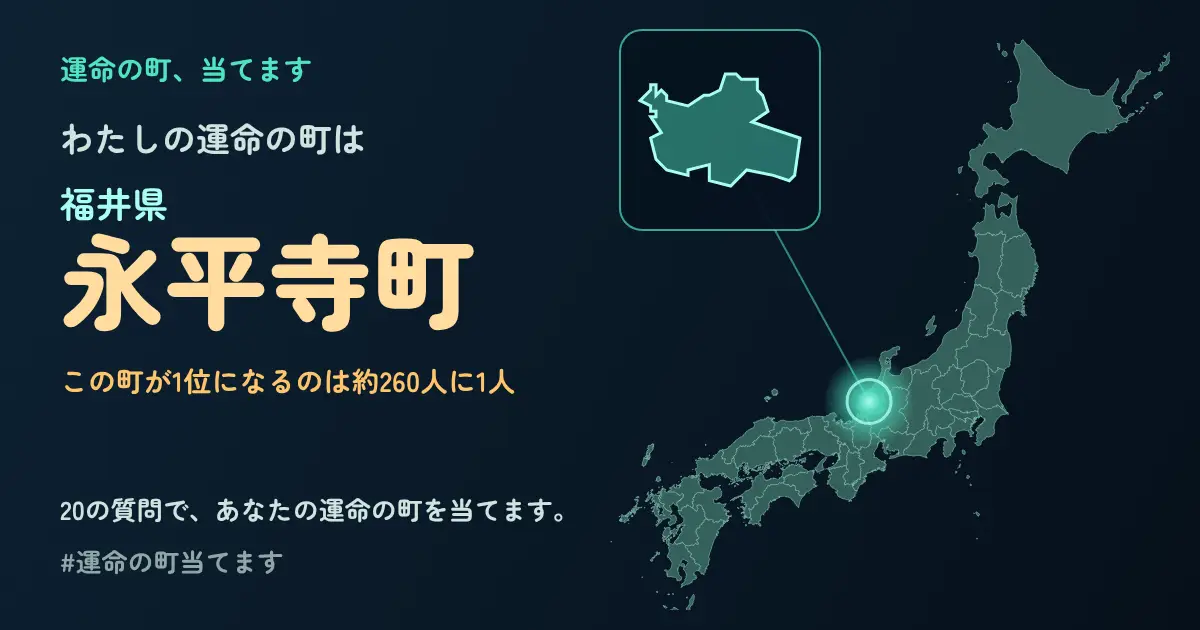 運命の町、当てます
わたしの運命の町は
福井県
永平寺町
この町が1位になるのは約260人に1人
20の質問で、あなたの運命の町を当てます。
#運命の町当てます